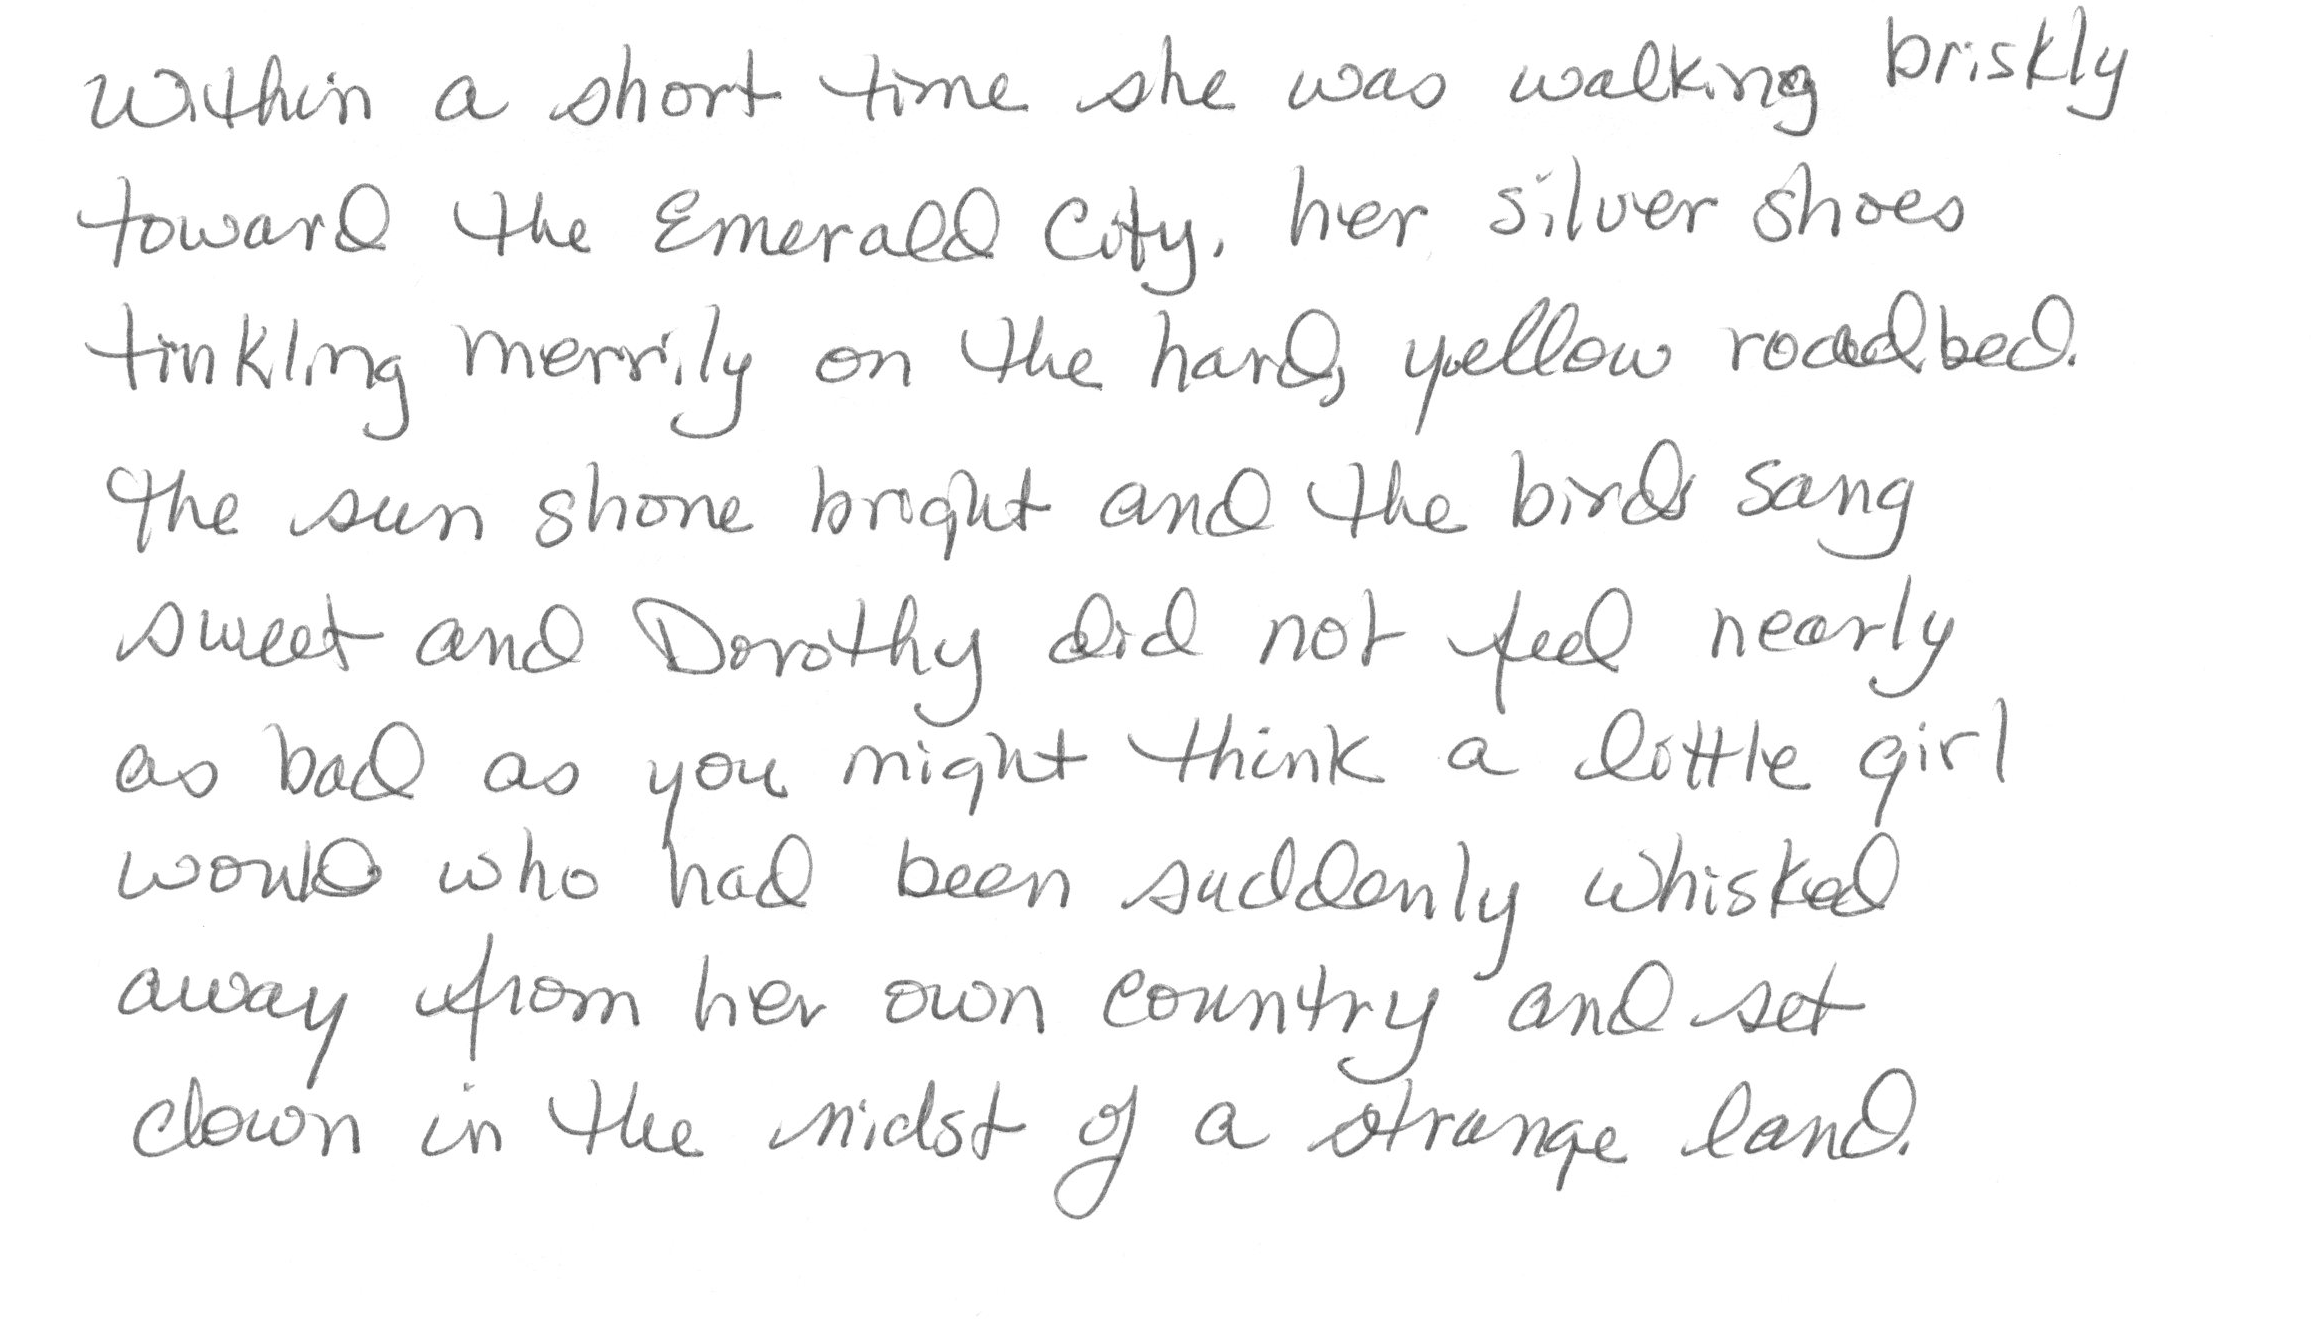 Within a short time she was walking briskly
toward the Emerald City, her silver shoes
tinkling merrily on the hard, yellow roadbed.
The sun shone bright and the birds sang
sweet and Dorothy did not feel nearly
as bad as you might think a little girl
would who had been suddenly whisked
away from her own country and set
down in the midst of a strange land.